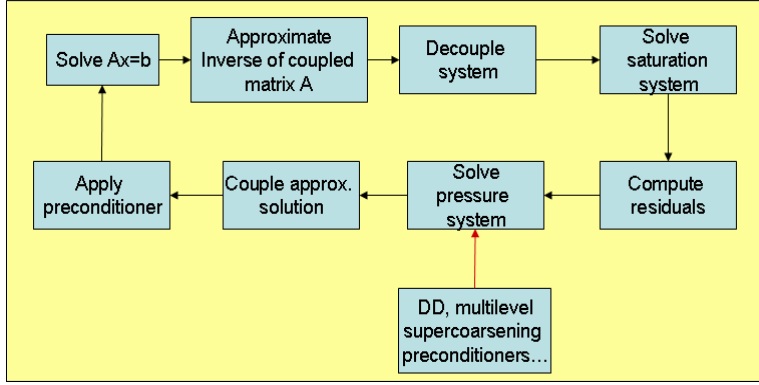 Solve Ax=b
Approximate
Inverse of coupled
matrix A
Decouple
system
Solve
saturation
system
Apply
preconditioner
Couple approx.
solution
Solve
pressure
system
Compute
residuals
DD, multilevel
supercoarsening
preconditioners…